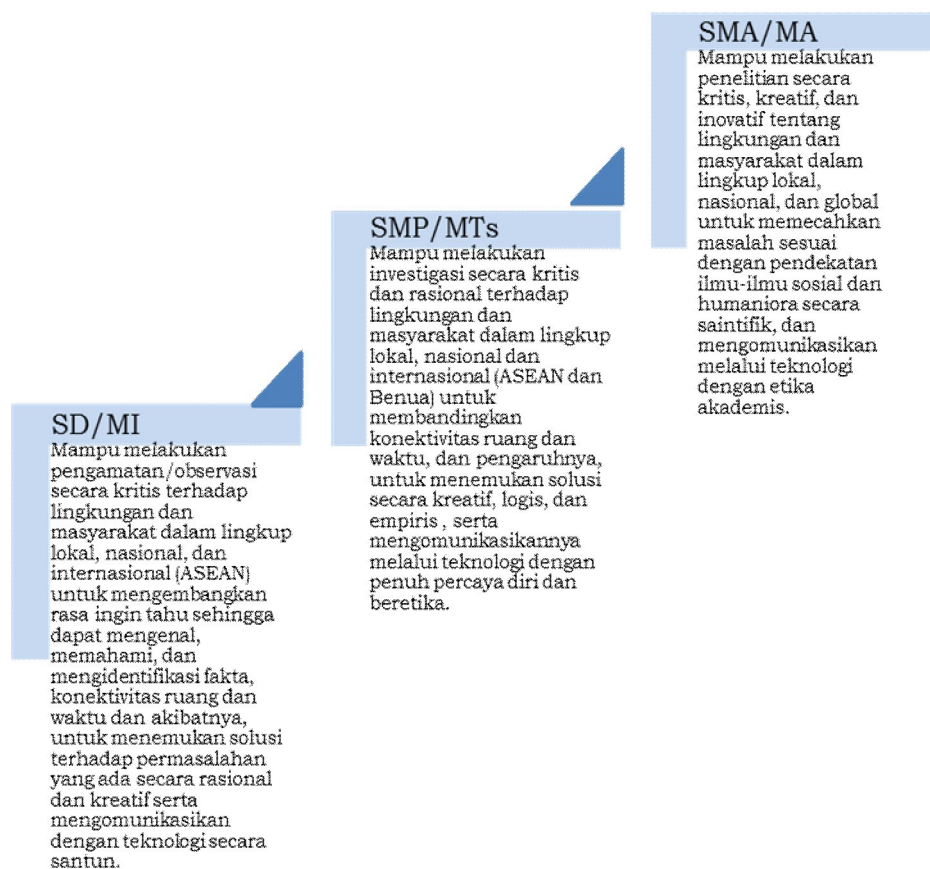 SD/MI
Mampu melakukan
pengamatan/observasi
secara kritis terhadap
lingkungan dan
masyarakat dalam lingkup
lokal, nasional, dan
internasional (ASEAN)
untuk mengembangkan
rasa ingin tahu sehingga
dapat mengenal,
memahami, dan
mengidentifikasi fakta,
konektivitas ruang dan
waktu dan akibatnya,
untuk menemukan solusi
terhadap permasalahan
yang ada secara rasional
dan kreatif serta
mengomunikasikan
dengan teknologi secara
santun.
SMP/MTs
Mampu melakukan
investigasi secara kritis
dan rasional terhadap
lingkungan dan
masyarakat dalam lingkup
lokal, nasional dan
internasional (ASEAN dan
Benua) untuk
membandingkan
konektivitas ruang dan
waktu, dan pengaruhnya,
untuk menemukan solusi
secara kreatif, logis, dan
empiris , serta
mengomunikasikannya
melalui teknologi dengan
penuh percaya diri dan
beretika.
SMA/MA
Mampu melakukan
penelitian secara
kritis, kreatif, dan
inovatif tentang
lingkungan dan
masyarakat dalam
lingkup lokal,
nasional, dan global
untuk memecahkan
masalah sesuai
dengan pendekatan
ilmu-ilmu sosial dan
humaniora secara
saintifik, dan
mengomunikasikan
melalui teknologi
dengan etika
akademis.